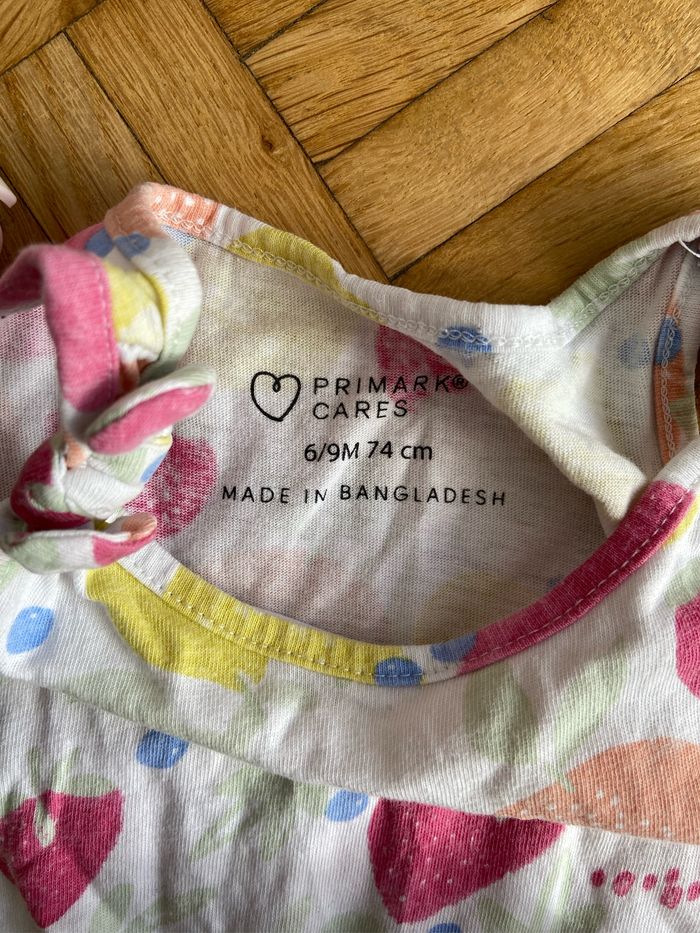 PRIMARK®
CARES
6/9M 74 cm
MADE IN BANGLADESH